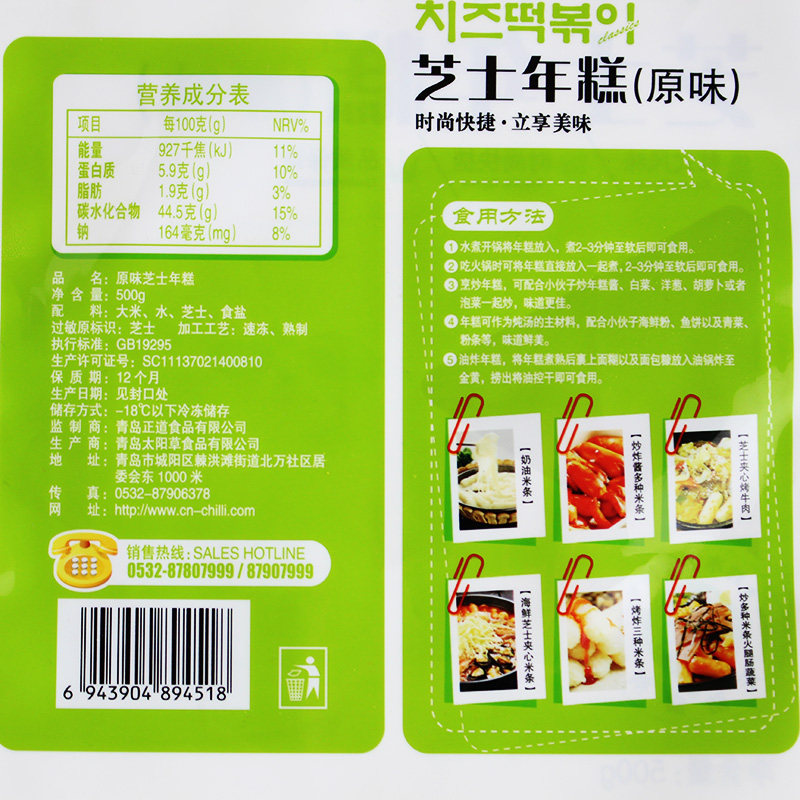 치즈떡볶이
classics
芝士年糕(原味)
时尚快捷·立享美味
营养成分表
项目 每100克(g) NRV%
能量 927千焦(kJ) 11%
蛋白质 5.9克(g) 10%
脂肪 1.9克(g) 3%
碳水化合物 44.5克(g) 15%
钠 164毫克(mg) 8%
品 名：原味芝士年糕
净 含 量：500g
配 料：大米、水、芝士、食盐
过敏原标识：芝士 加工工艺：速冻、熟制
执行标准：GB19295
生产许可证号：SC11137021400810
保 质 期：12个月
生产日期：见封口处
储存方式：-18℃以下冷冻储存
监 制 商：青岛正道食品有限公司
生 产 商：青岛太阳草食品有限公司
地 址：青岛市城阳区棘洪滩街道北万社区居
委会东 1000 米
传 真：0532-87906378
网 址：http://www.cn-chilli.com
销售热线：SALES HOTLINE
0532-87807999 / 87907999
6 943904 894518
食用方法
1 水煮开锅将年糕放入，煮2-3分钟至软后即可食用。
2 吃火锅时可将年糕直接放入一起煮，2-3分钟至软后即可食用。
3 烹炒年糕，可配合小伙子炒年糕酱、白菜、洋葱、胡萝卜或者
泡菜一起炒，味道更佳。
4 年糕可作为炖汤的主材料，配合小伙子海鲜粉、鱼饼以及青菜、
粉条等，味道鲜美。
5 油炸年糕，将年糕煮熟后裹上面糊以及面包糠放入油锅炸至
金黄，捞出将油控干即可食用。
【奶油米条】
【炒炸酱多种米条】
【芝士夹心烤牛肉】
【海鲜芝士夹心米条】
【烤炸三种米条】
【炒多种米条火腿肠蔬菜】